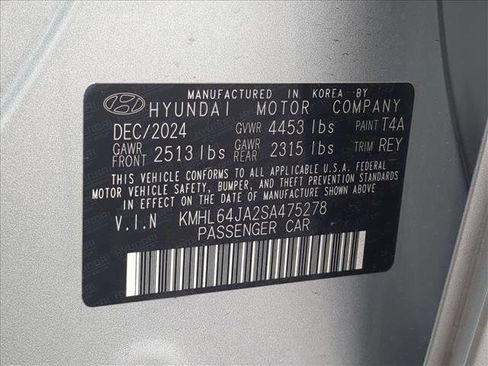 MANUFACTURED IN KOREA BY
HYUNDAI MOTOR COMPANY
DEC/2024 GVWR 4453 lbs PAINT T4A
GAWR FRONT 2513 lbs GAWR REAR 2315 lbs TRIM REY
THIS VEHICLE CONFORMS TO ALL APPLICABLE U.S.A. FEDERAL
MOTOR VEHICLE SAFETY, BUMPER, AND THEFT PREVENTION STANDARDS
IN EFFECT ON THE DATE OF MANUFACTURE SHOWN ABOVE.
V.I.N KMHL64JA2SA475278
PASSENGER CAR